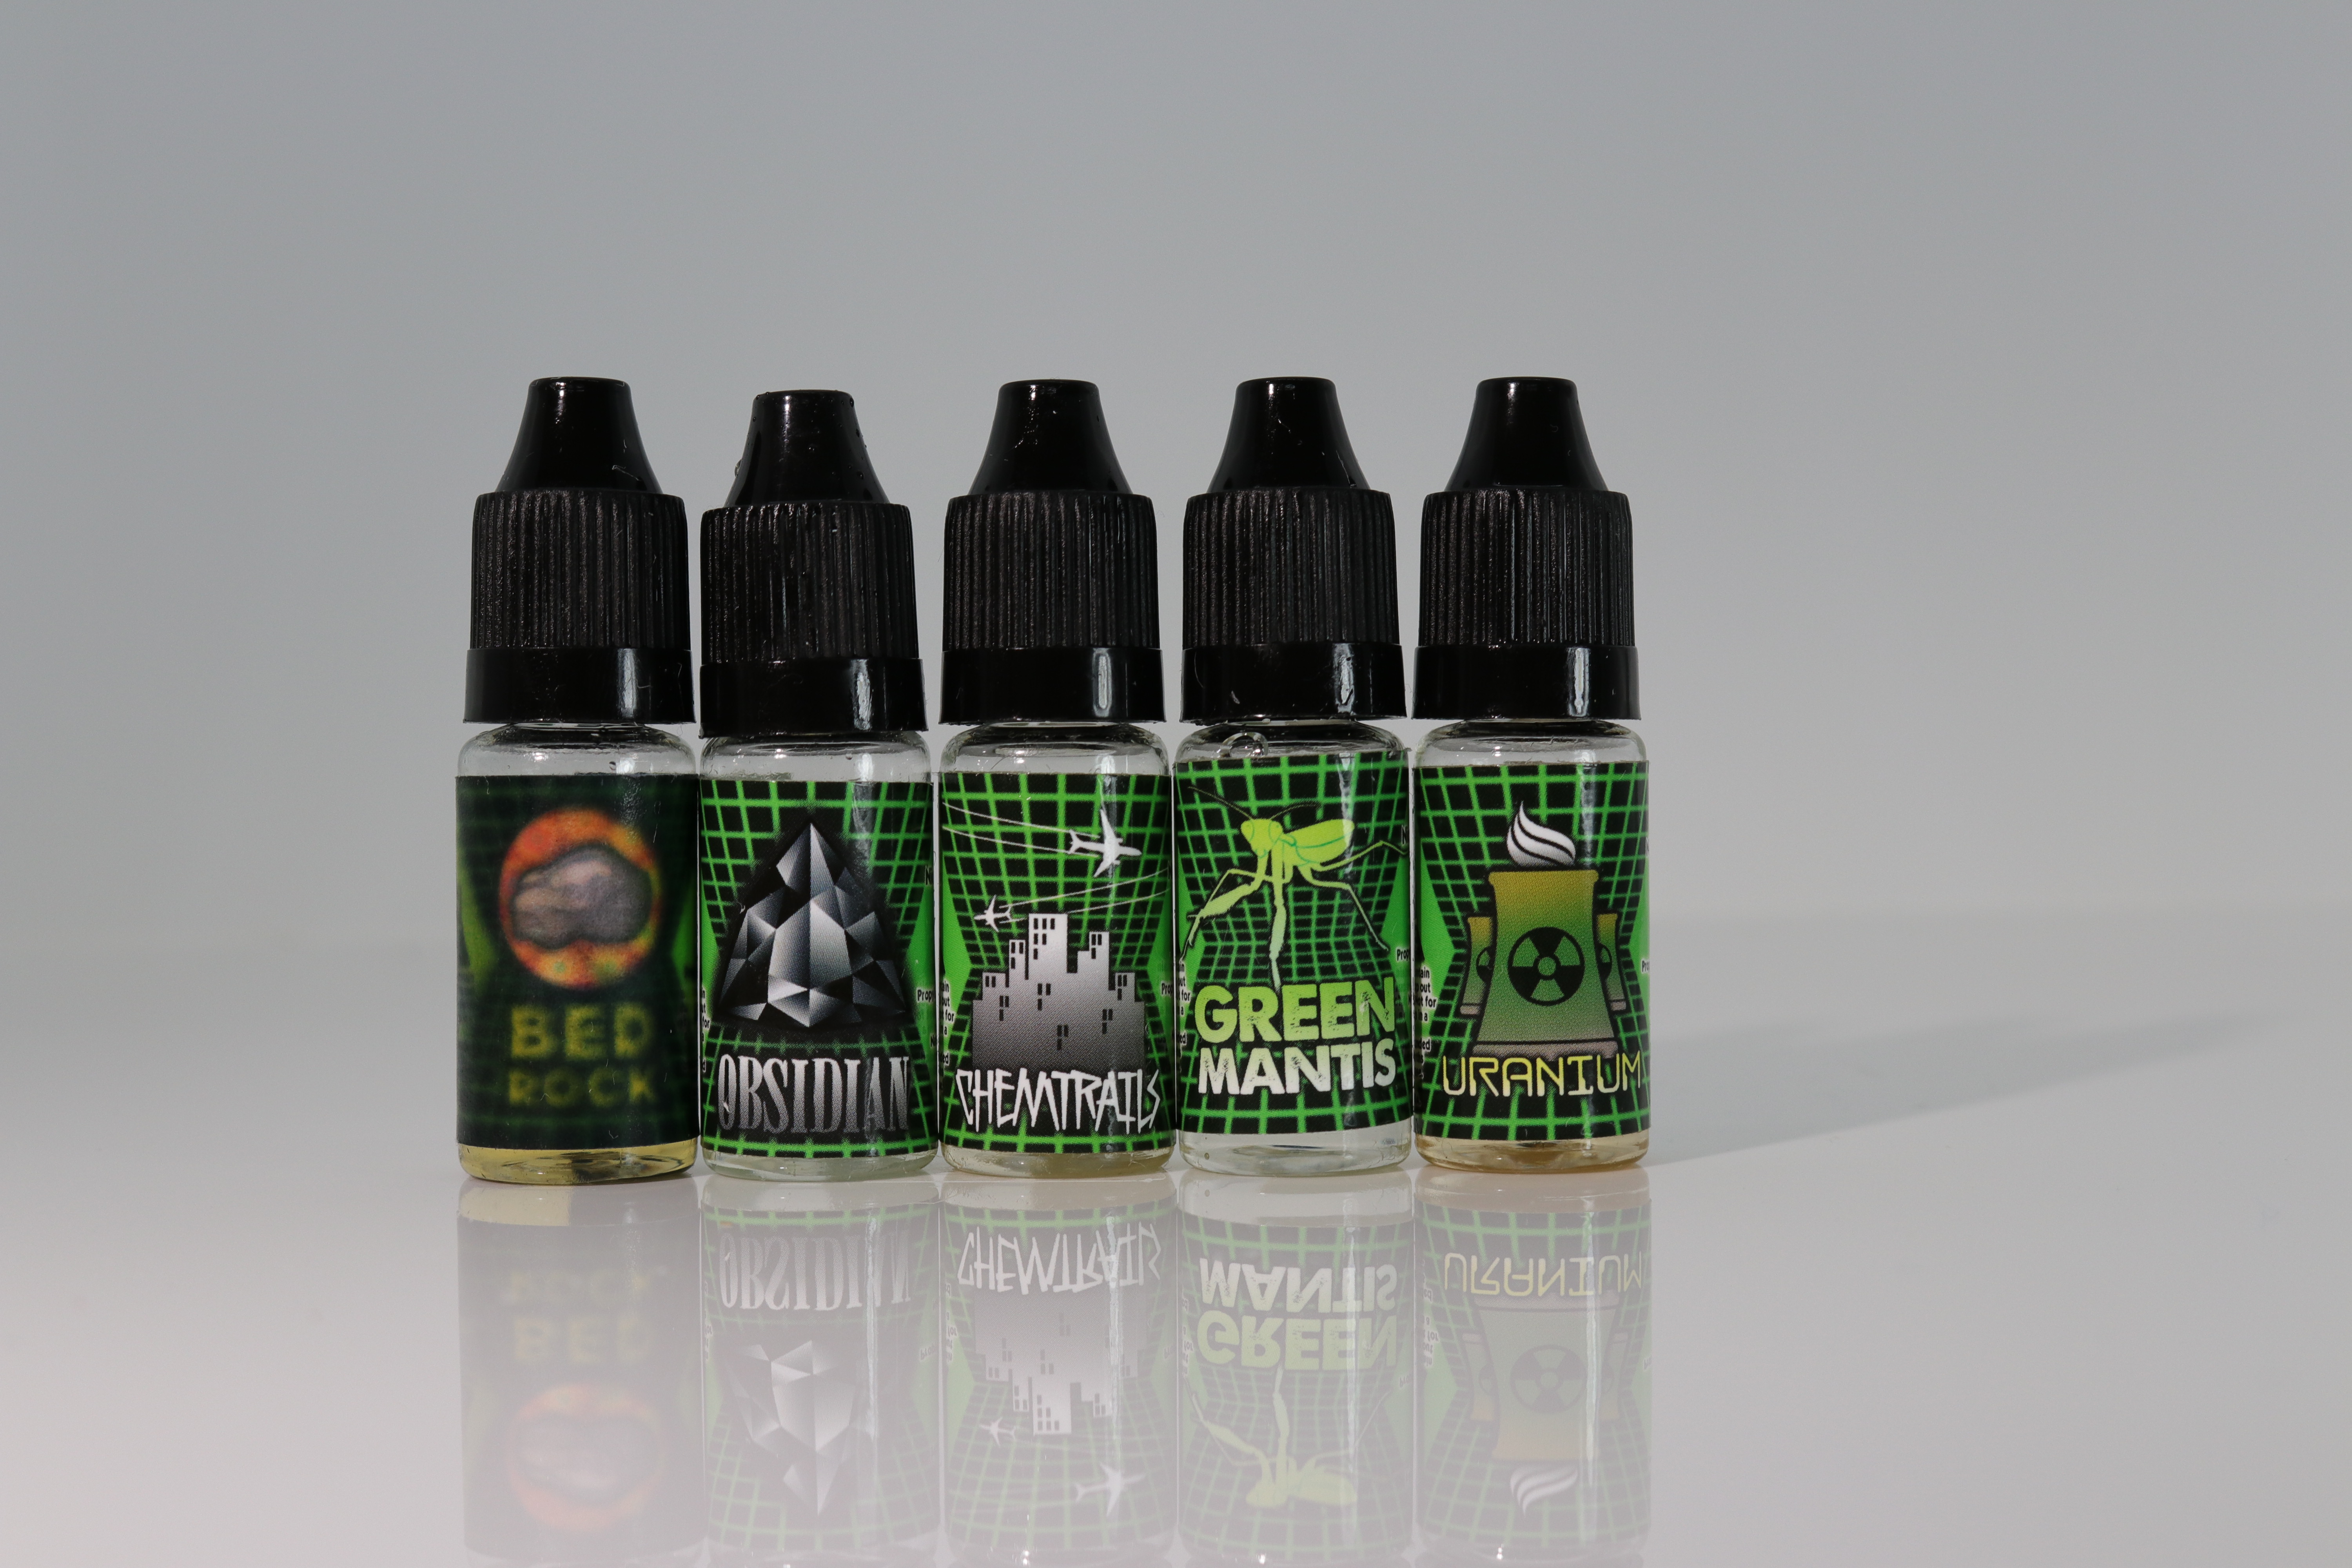 BED
ROCK
OBSIDIAN
CHEMTRAILS
GREEN
MANTIS
URANIUM